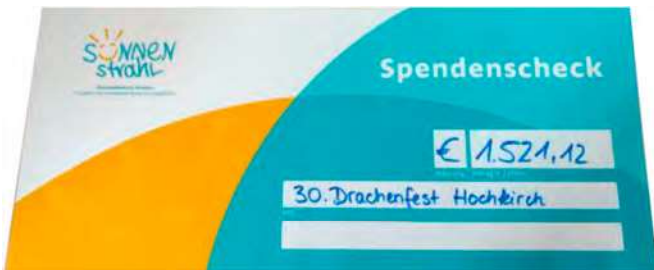 SONNEN
strahl
Spendenscheck
€ 1.521,12
30. Drachenfest Hochkirch